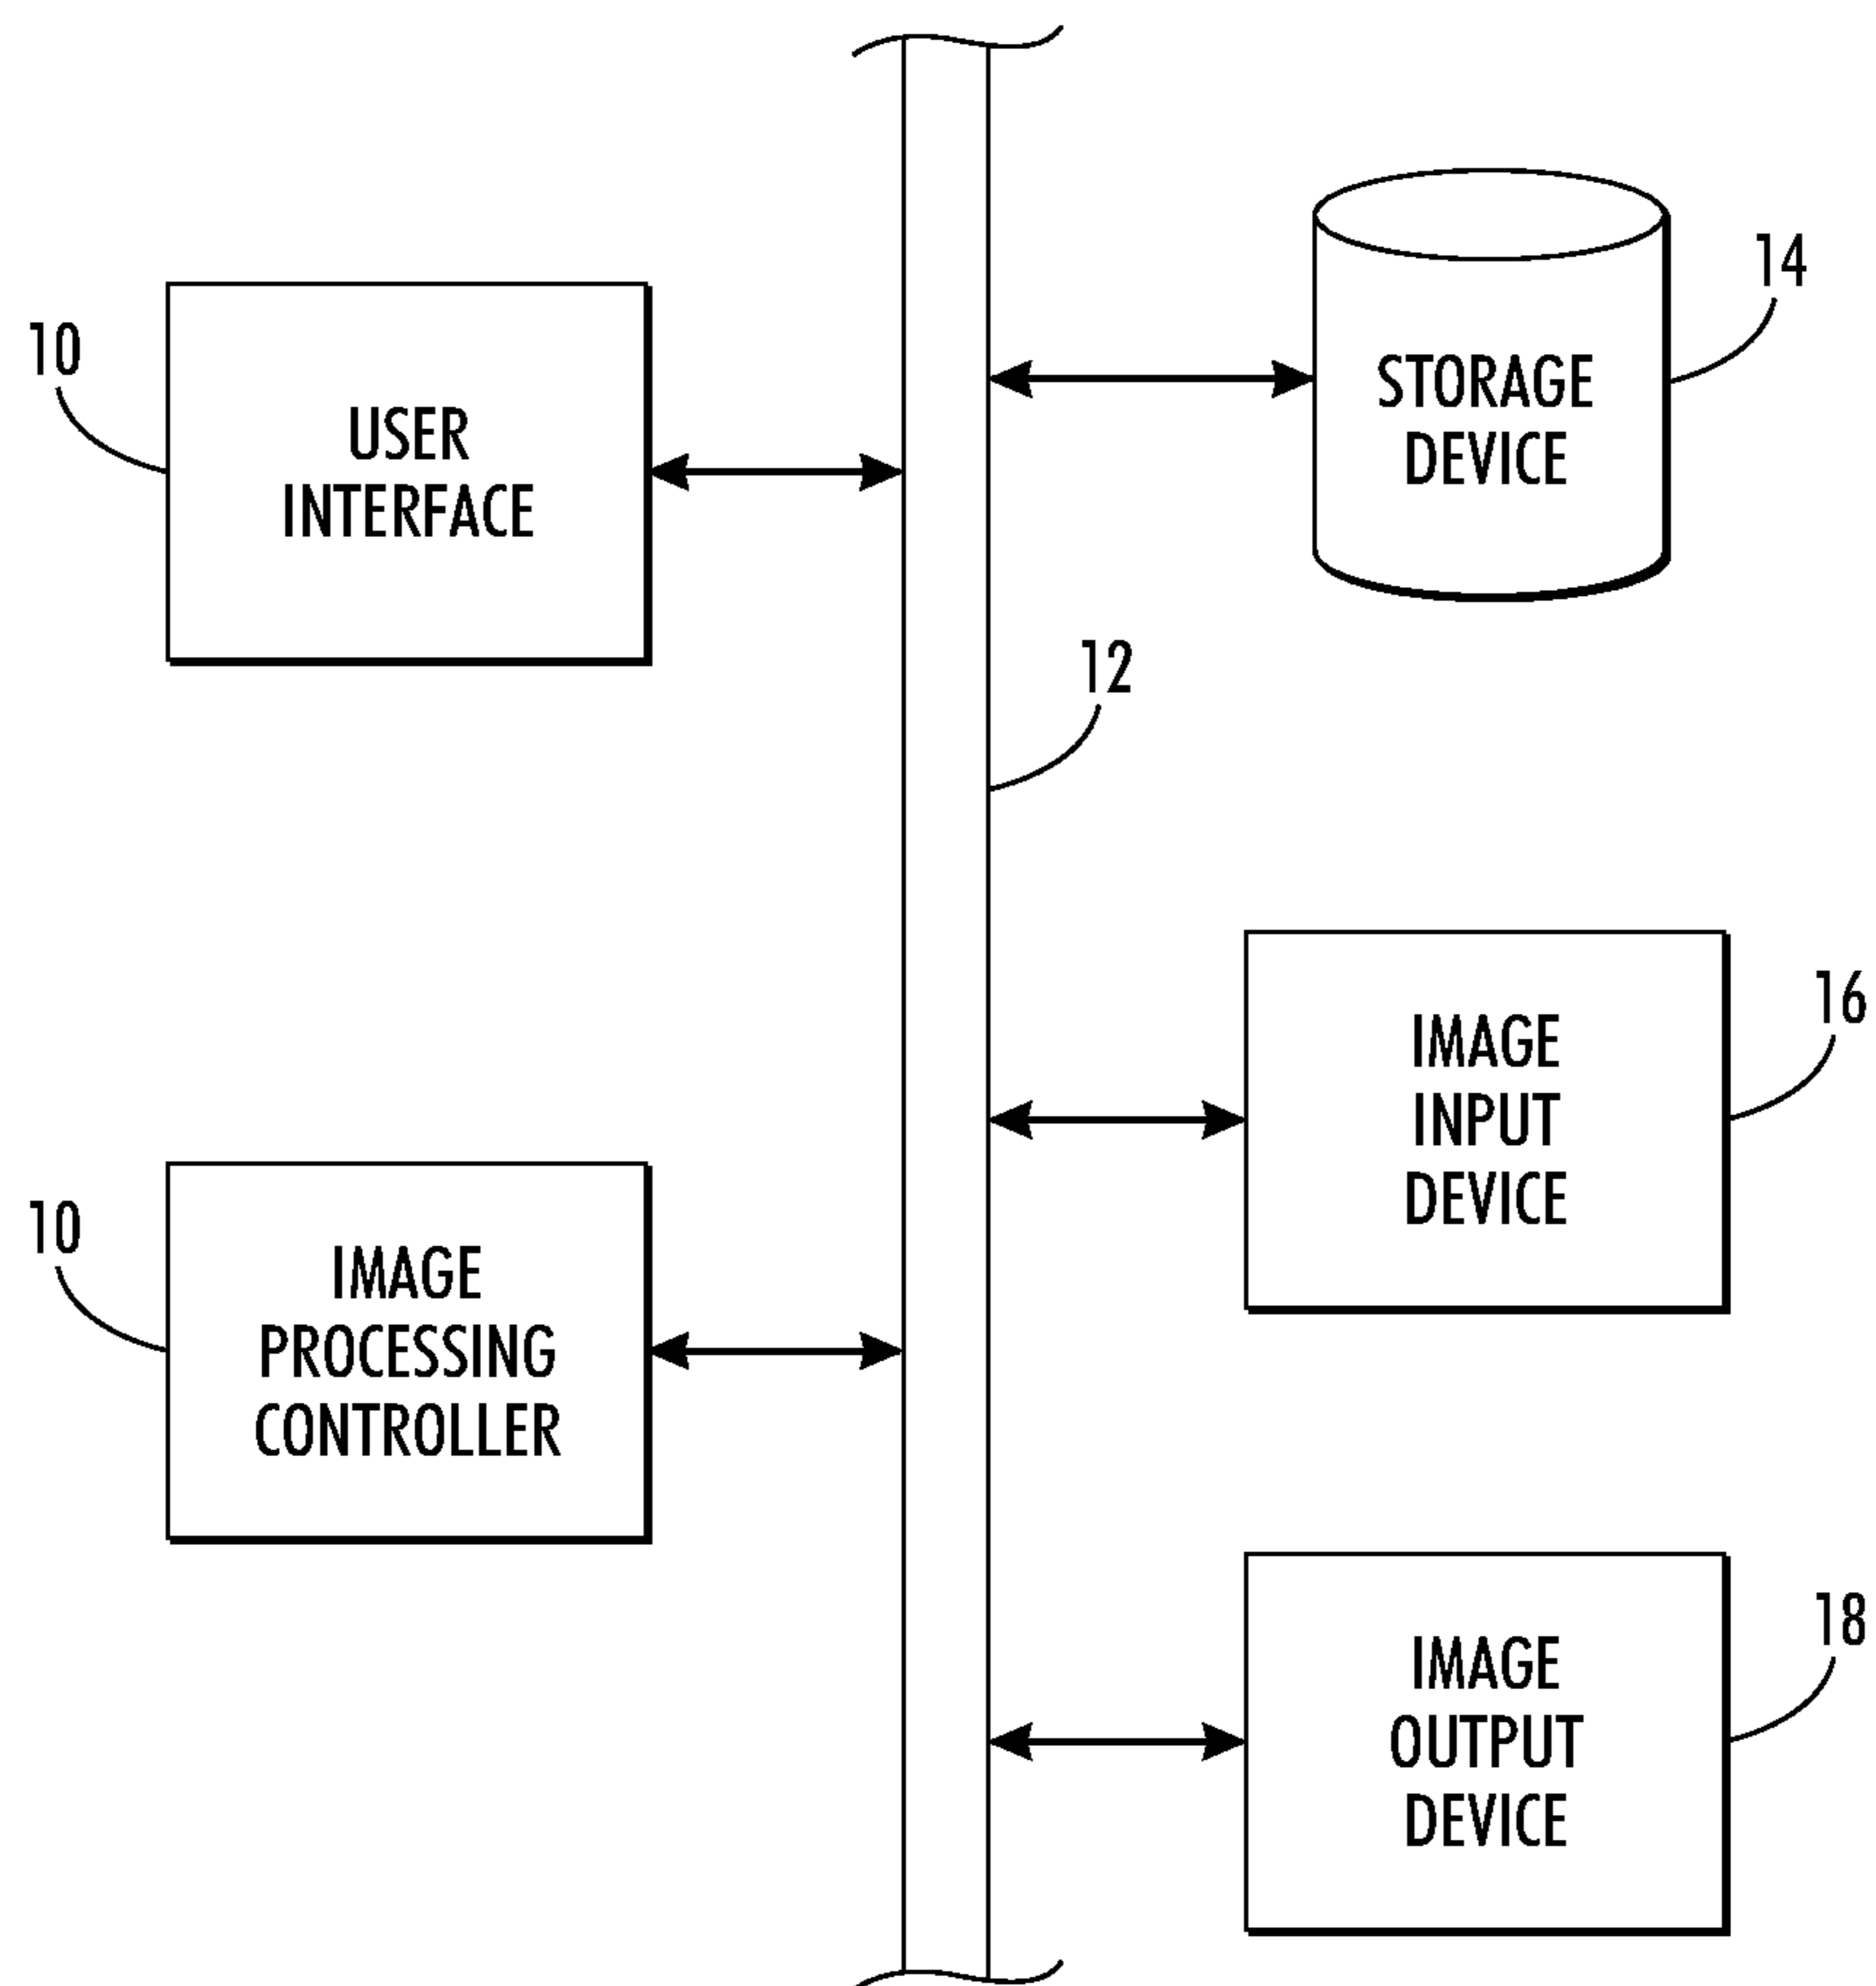 10
USER
INTERFACE
14
STORAGE
DEVICE
12
16
IMAGE
INPUT
DEVICE
10
IMAGE
PROCESSING
CONTROLLER
18
IMAGE
OUTPUT
DEVICE